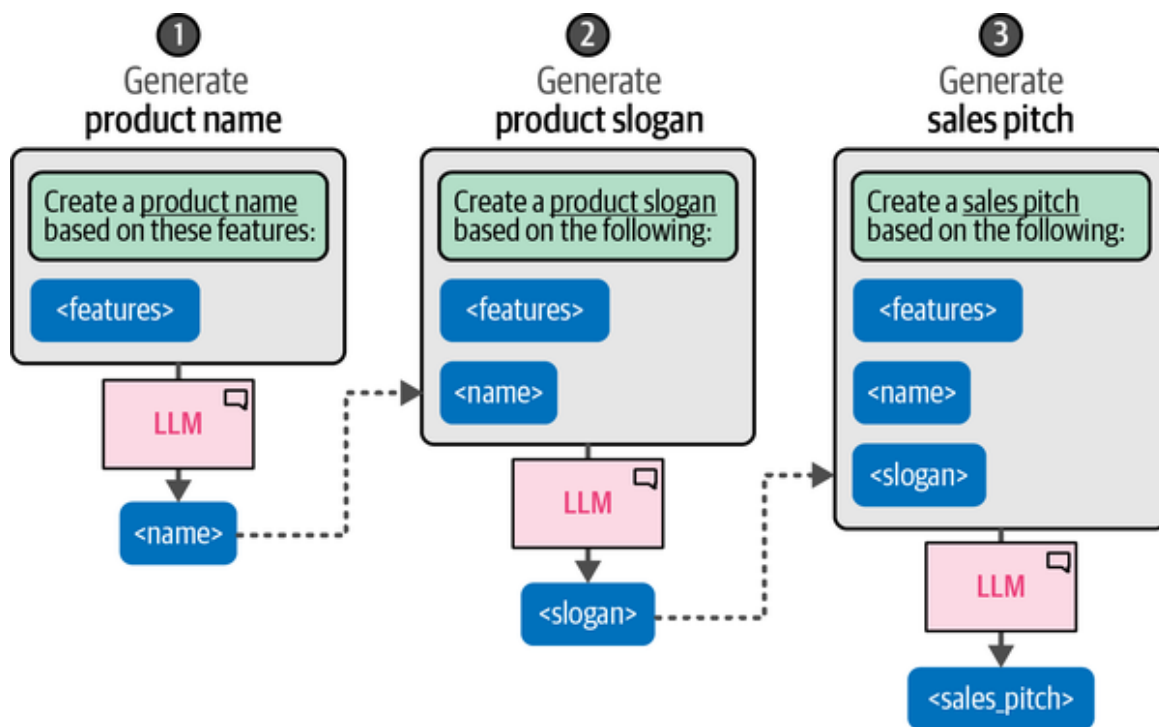 1
Generate
product name
Create a product name
based on these features:
<features>
LLM
<name>
2
Generate
product slogan
Create a product slogan
based on the following:
<features>
<name>
LLM
<slogan>
3
Generate
sales pitch
Create a sales pitch
based on the following:
<features>
<name>
<slogan>
LLM
<sales_pitch>